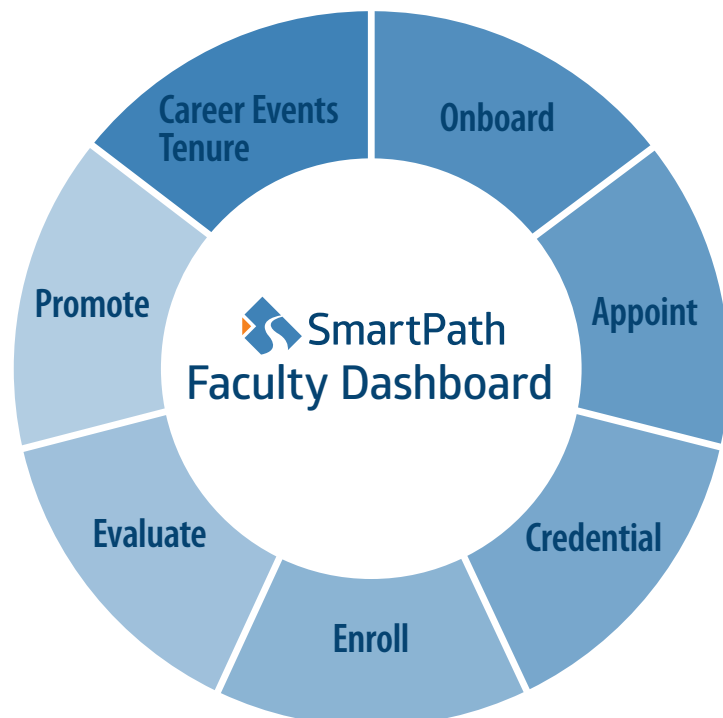 Career Events
Tenure
Onboard
Appoint
Credential
Enroll
Evaluate
Promote
SmartPath
Faculty Dashboard